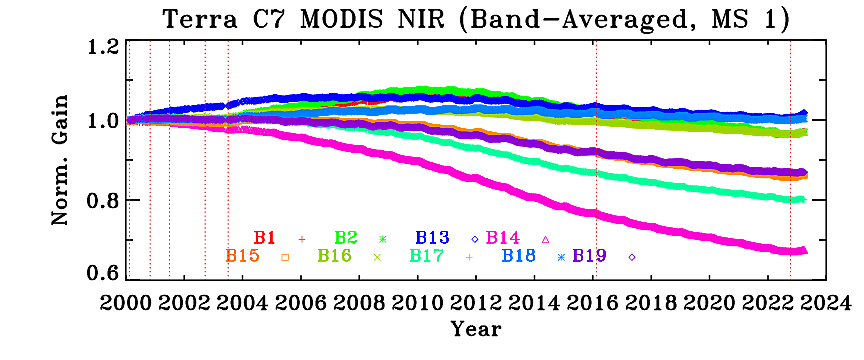 Terra C7 MODIS NIR (Band-Averaged, MS 1)
1.2
1.0
0.8
0.6
Norm. Gain
B1 B2 B13 B14
B15 B16 B17 B18 B19
2000 2002 2004 2006 2008 2010 2012 2014 2016 2018 2020 2022 2024
Year